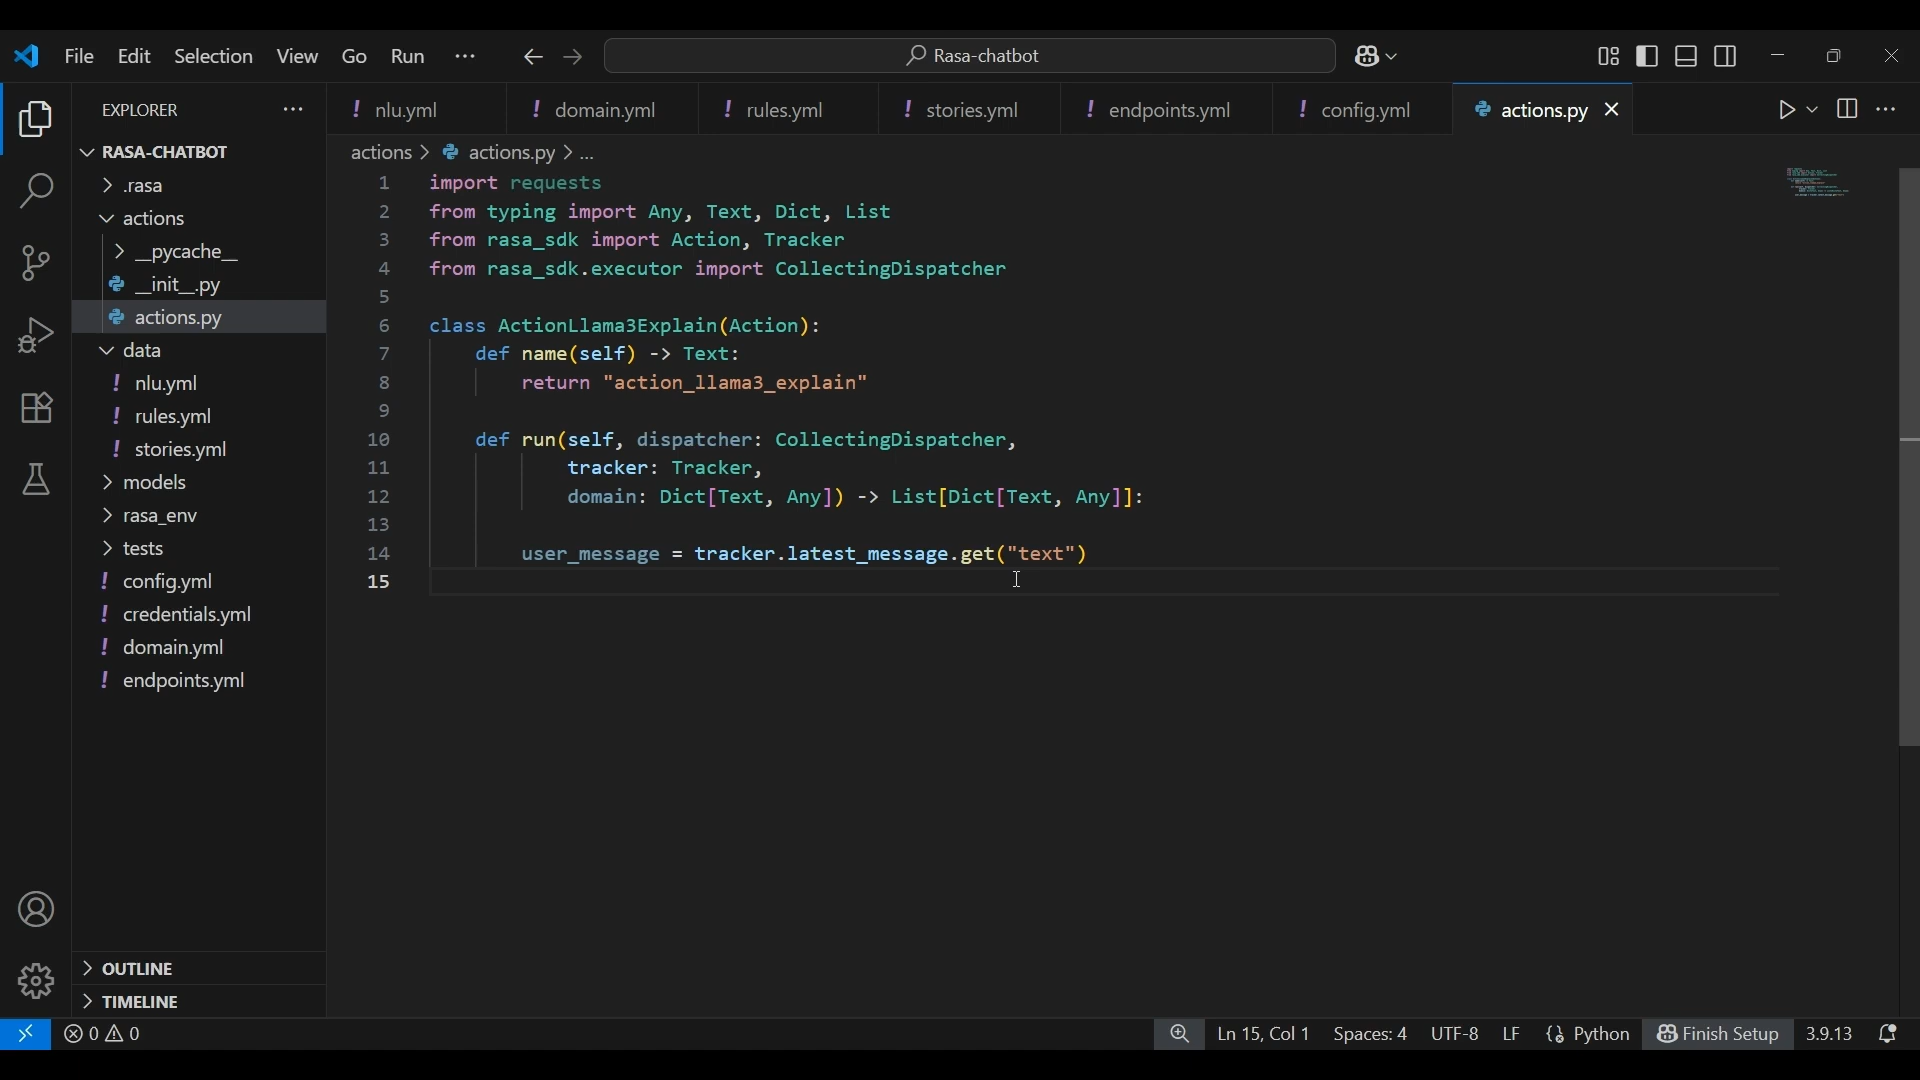 File Edit Selection View Go Run ··· Rasa-chatbot
EXPLORER ···
RASA-CHATBOT
.rasa
actions
__pycache__
__init__.py
actions.py
data
nlu.yml
rules.yml
stories.yml
models
rasa_env
tests
config.yml
credentials.yml
domain.yml
endpoints.yml
OUTLINE
TIMELINE
nlu.yml domain.yml rules.yml stories.yml endpoints.yml config.yml actions.py
actions > actions.py > ...
1 import requests
2 from typing import Any, Text, Dict, List
3 from rasa_sdk import Action, Tracker
4 from rasa_sdk.executor import CollectingDispatcher
5
6 class ActionLlama3Explain(Action):
7 def name(self) -> Text:
8 return "action_llama3_explain"
9
10 def run(self, dispatcher: CollectingDispatcher,
11 tracker: Tracker,
12 domain: Dict[Text, Any]) -> List[Dict[Text, Any]]:
13
14 user_message = tracker.latest_message.get("text")
15
0 0 Ln 15, Col 1 Spaces: 4 UTF-8 LF Python Finish Setup 3.9.13